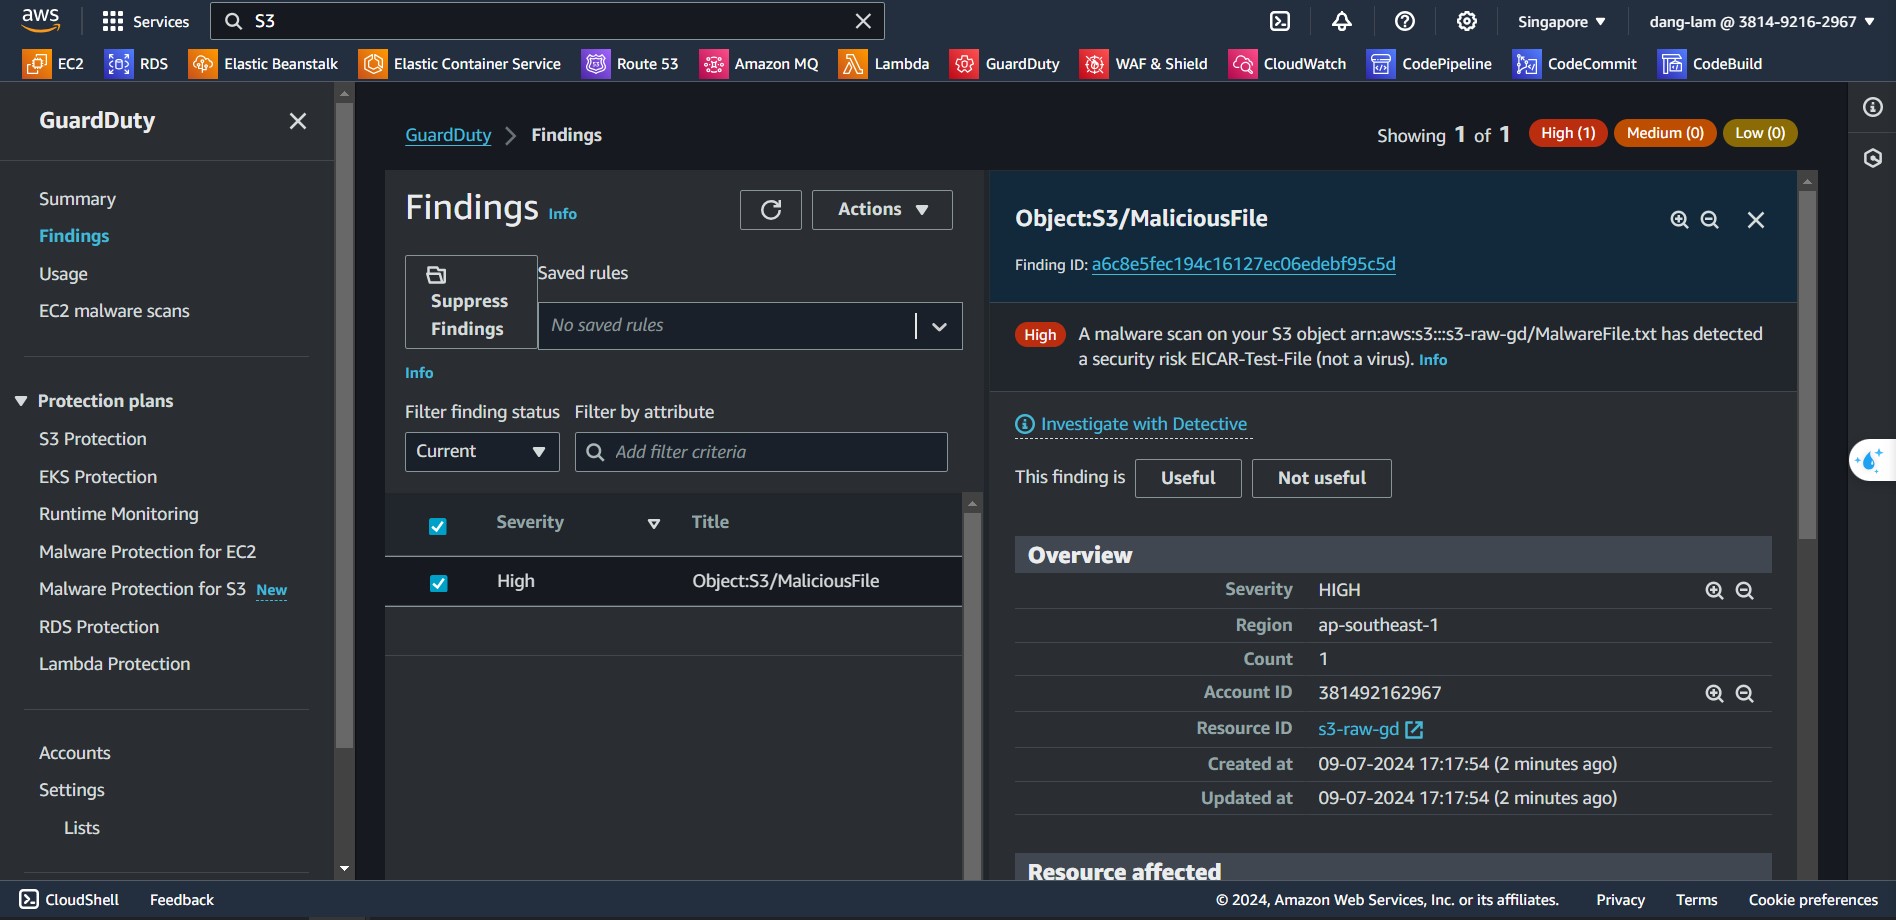 aws
Services
S3
Singapore ▼
dang-lam @ 3814-9216-2967 ▼
EC2
RDS
Elastic Beanstalk
Elastic Container Service
Route 53
Amazon MQ
Lambda
GuardDuty
WAF & Shield
CloudWatch
CodePipeline
CodeCommit
CodeBuild
GuardDuty
Summary
Findings
Usage
EC2 malware scans
Protection plans
S3 Protection
EKS Protection
Runtime Monitoring
Malware Protection for EC2
Malware Protection for S3 New
RDS Protection
Lambda Protection
Accounts
Settings
Lists
GuardDuty > Findings
Showing 1 of 1 High (1) Medium (0) Low (0)
Findings Info
Actions ▼
Suppress
Findings
Saved rules
No saved rules
Info
Filter finding status
Filter by attribute
Current
Add filter criteria
Severity
Title
High
Object:S3/MaliciousFile
Object:S3/MaliciousFile
Finding ID: a6c8e5fec194c16127ec06edebf95c5d
High A malware scan on your S3 object arn:aws:s3:::s3-raw-gd/MalwareFile.txt has detected
a security risk EICAR-Test-File (not a virus). Info
Investigate with Detective
This finding is Useful Not useful
Overview
Severity HIGH
Region ap-southeast-1
Count 1
Account ID 381492162967
Resource ID s3-raw-gd
Created at 09-07-2024 17:17:54 (2 minutes ago)
Updated at 09-07-2024 17:17:54 (2 minutes ago)
Resource affected
CloudShell
Feedback
© 2024, Amazon Web Services, Inc. or its affiliates.
Privacy
Terms
Cookie preferences